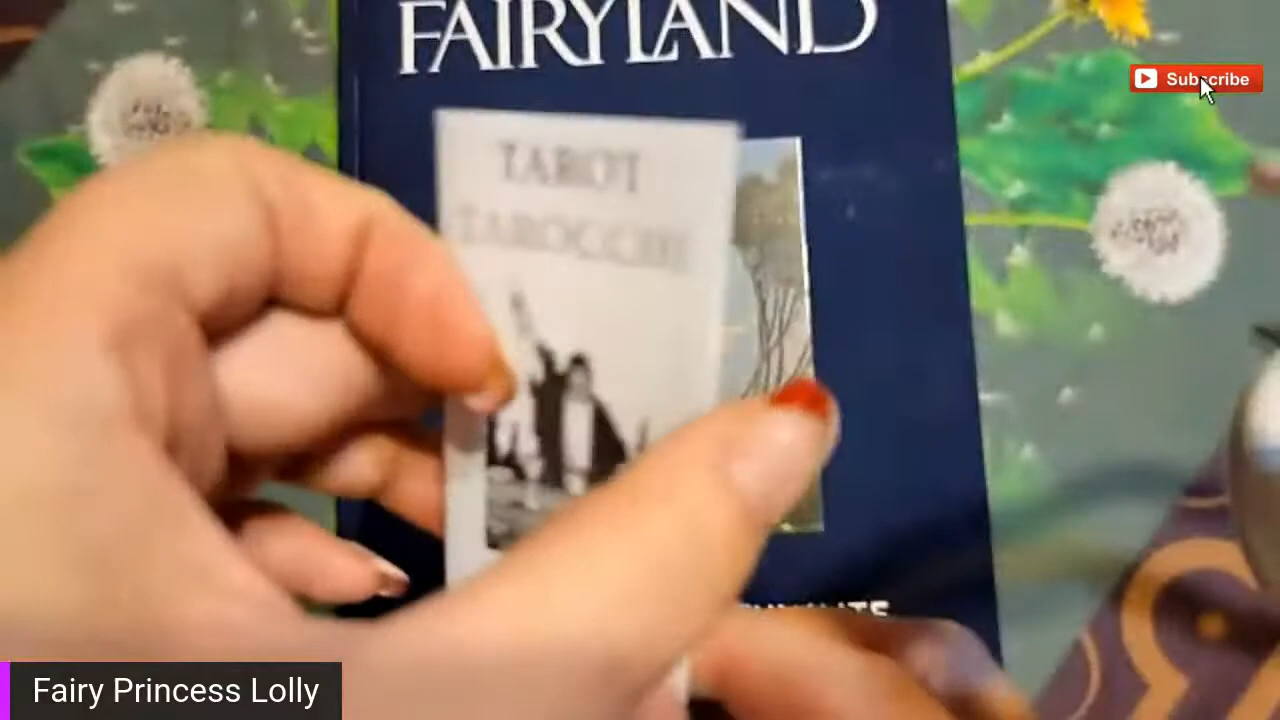 FAIRYLAND
Subscribe
TAROT
TAROCCHI
Fairy Princess Lolly